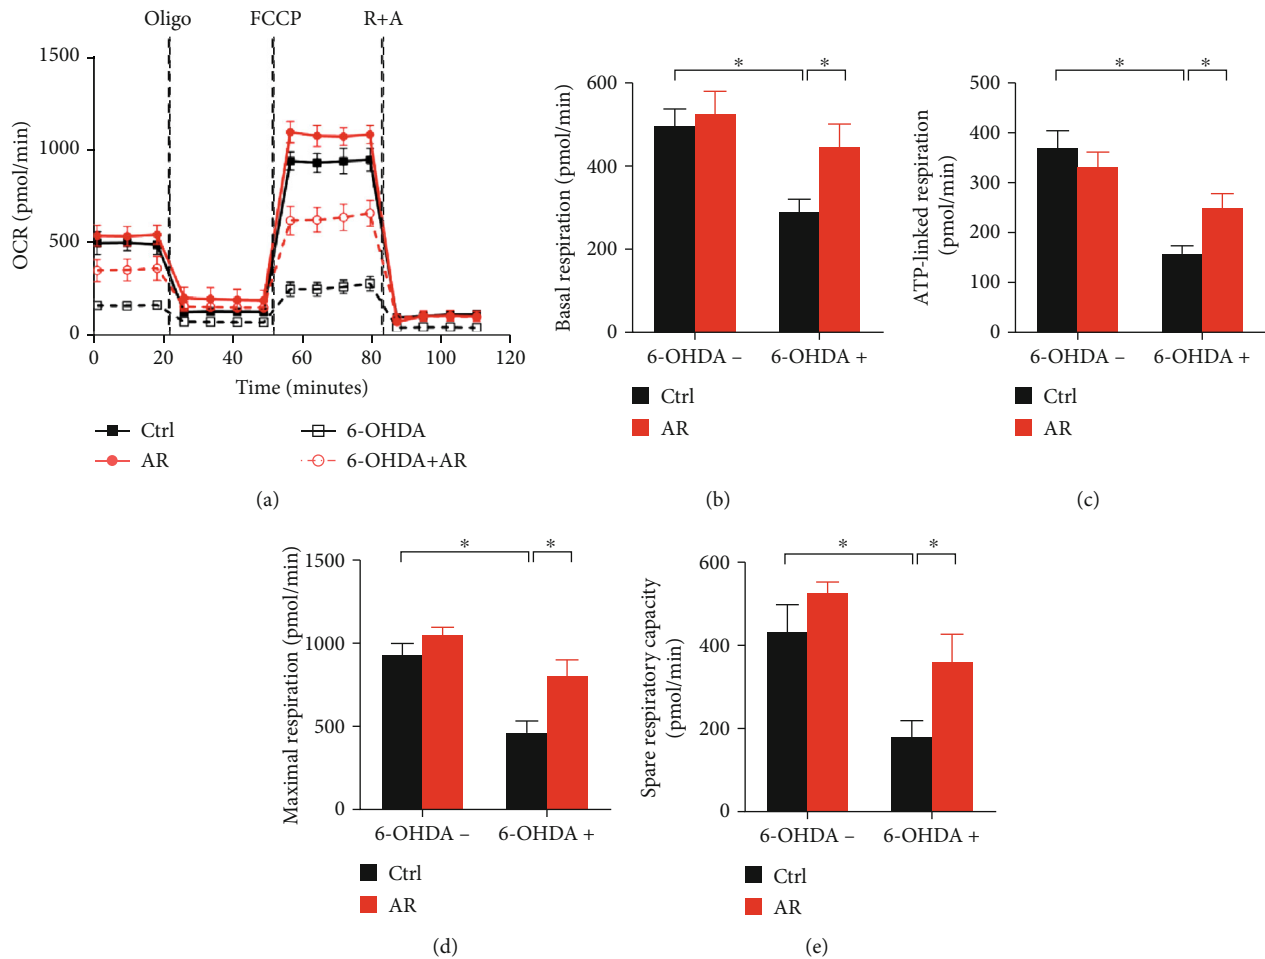 Oligo FCCP R+A
1500
1000
500
0
OCR (pmol/min)
0 20 40 60 80 100 120
Time (minutes)
Ctrl 6-OHDA
AR 6-OHDA+AR
(a)
* *
600
400
200
0
Basal respiration (pmol/min)
6-OHDA – 6-OHDA +
Ctrl
AR
(b)
* *
500
400
300
200
100
0
ATP-linked respiration
(pmol/min)
6-OHDA – 6-OHDA +
Ctrl
AR
(c)
* *
1500
1000
500
0
Maximal respiration (pmol/min)
6-OHDA – 6-OHDA +
Ctrl
AR
(d)
* *
600
400
200
0
Spare respiratory capacity
(pmol/min)
6-OHDA – 6-OHDA +
Ctrl
AR
(e)